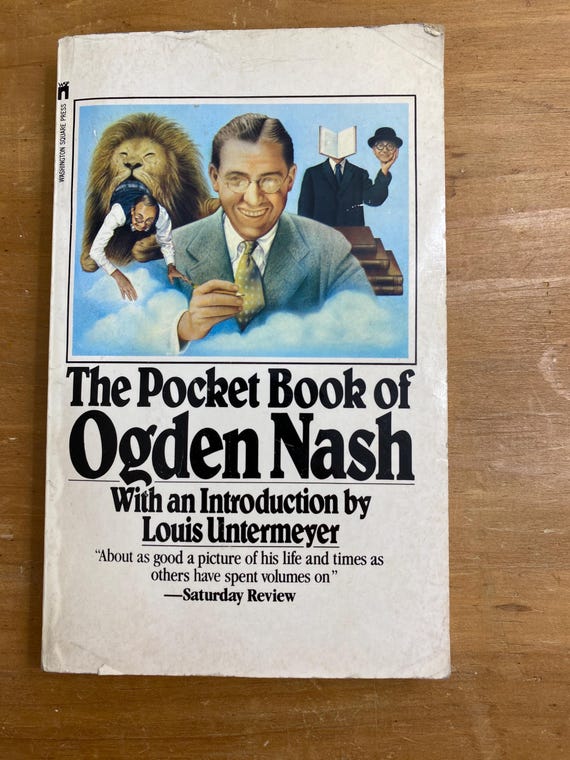 WASHINGTON SQUARE PRESS
The Pocket Book of
Ogden Nash
With an Introduction by
Louis Untermeyer
“About as good a picture of his life and times as
others have spent volumes on”
—Saturday Review